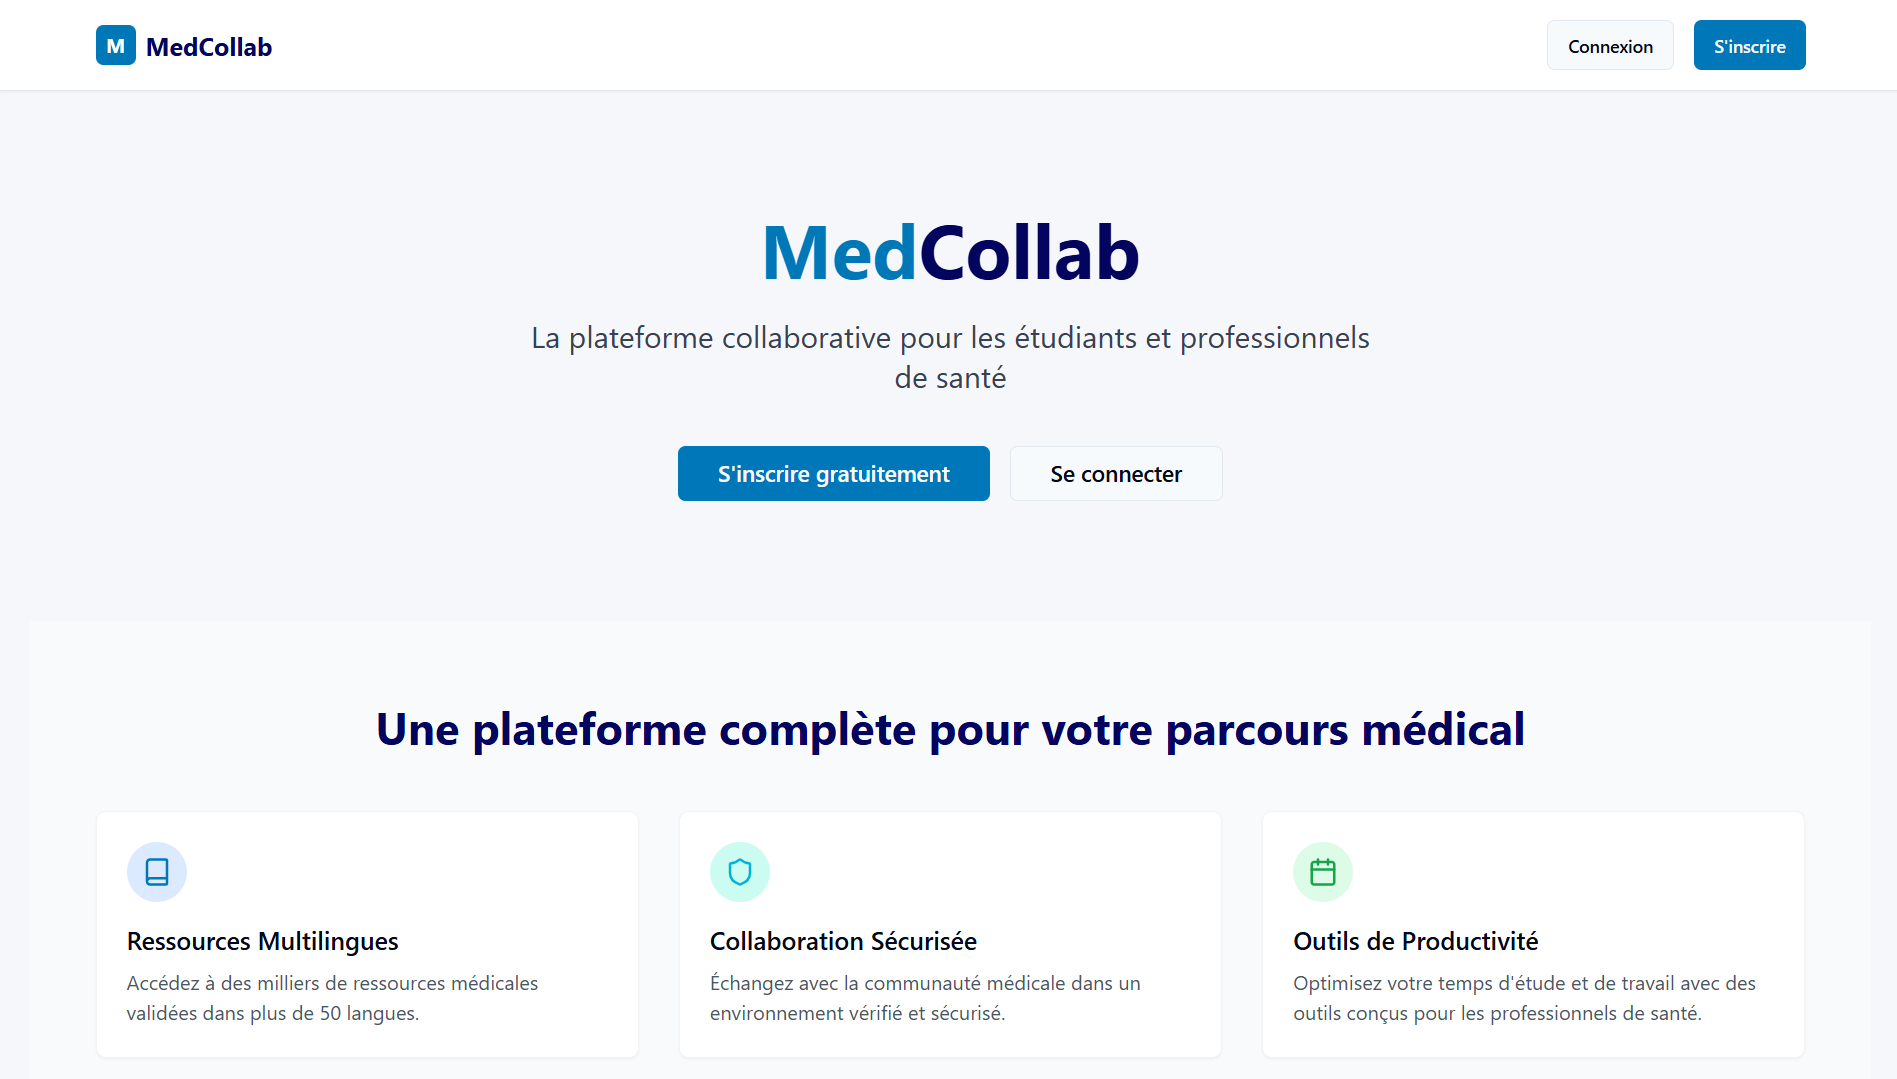 M MedCollab
Connexion
S'inscrire
MedCollab
La plateforme collaborative pour les étudiants et professionnels
de santé
S'inscrire gratuitement
Se connecter
Une plateforme complète pour votre parcours médical
Ressources Multilingues
Accédez à des milliers de ressources médicales
validées dans plus de 50 langues.
Collaboration Sécurisée
Échangez avec la communauté médicale dans un
environnement vérifié et sécurisé.
Outils de Productivité
Optimisez votre temps d'étude et de travail avec des
outils conçus pour les professionnels de santé.